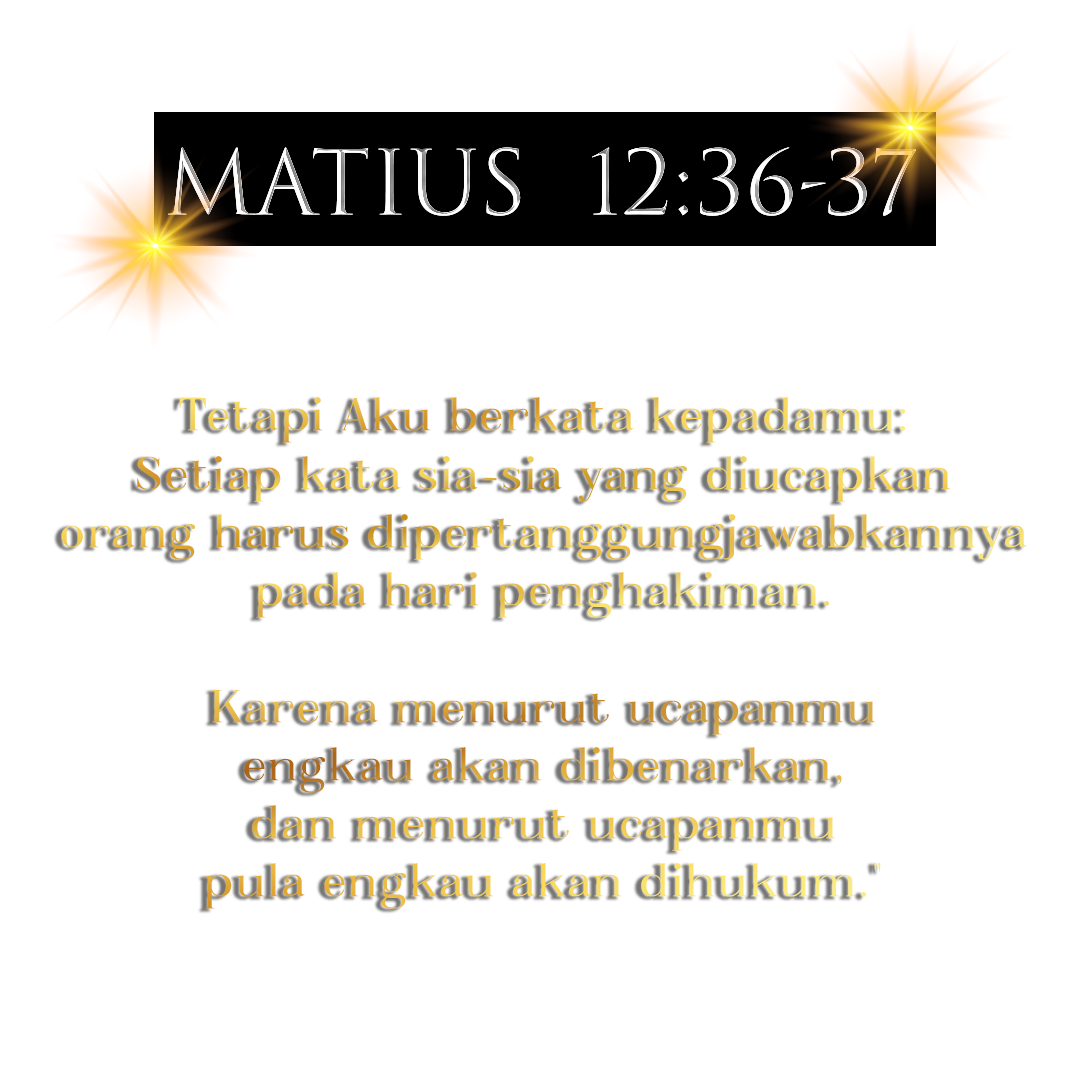 MATIUS 12:36-37
Tetapi Aku berkata kepadamu:
Setiap kata sia-sia yang diucapkan
orang harus dipertanggungjawabkannya
pada hari penghakiman.
Karena menurut ucapanmu
engkau akan dibenarkan,
dan menurut ucapanmu
pula engkau akan dihukum."